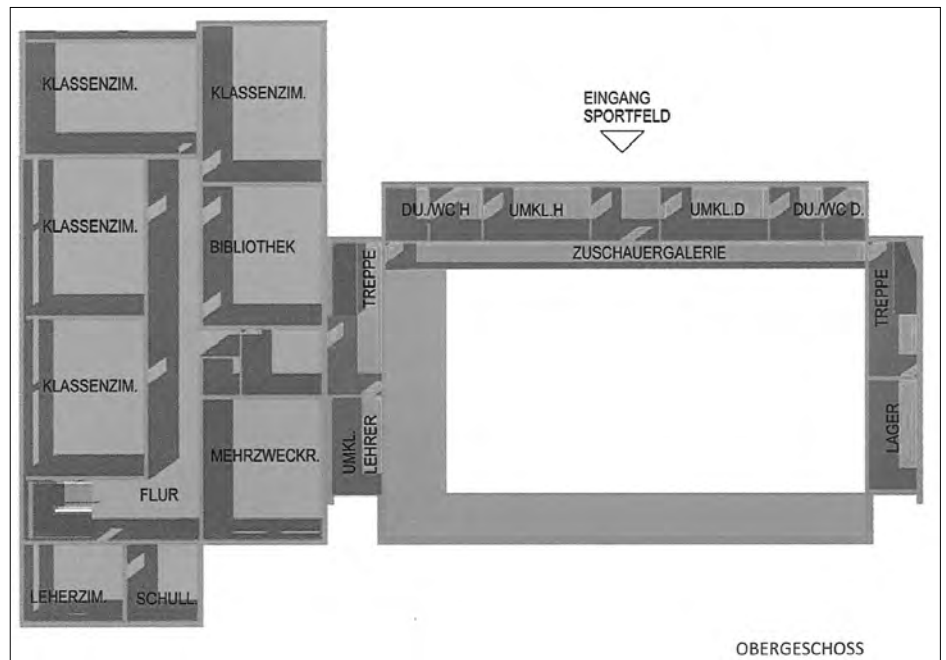 KLASSENZIM.
KLASSENZIM.
EINGANG
SPORTFELD
KLASSENZIM.
BIBLIOTHEK
DU./WC H
UMKL.H
UMKL.D
DU./WC D.
ZUSCHAUERGALERIE
TREPPE
TREPPE
KLASSENZIM.
MEHRZWECKR.
UMKL.
LEHRER
LAGER
FLUR
LEHERZIM.
SCHULL.
OBERGESCHOSS